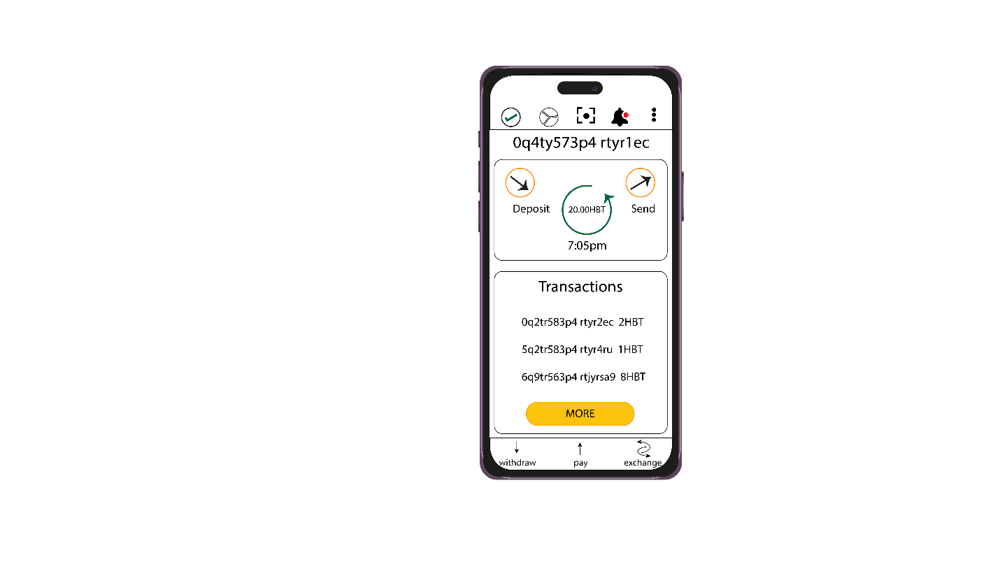 0q4ty573p4 rtyr1ec
Deposit
Send
20.00HBT
7:05pm
Transactions
0q2tr583p4 rtyr2ec 2HBT
5q2tr583p4 rtyr4ru 1HBT
6q9tr563p4 rtjyrsa9 8HBT
MORE
withdraw
pay
exchange